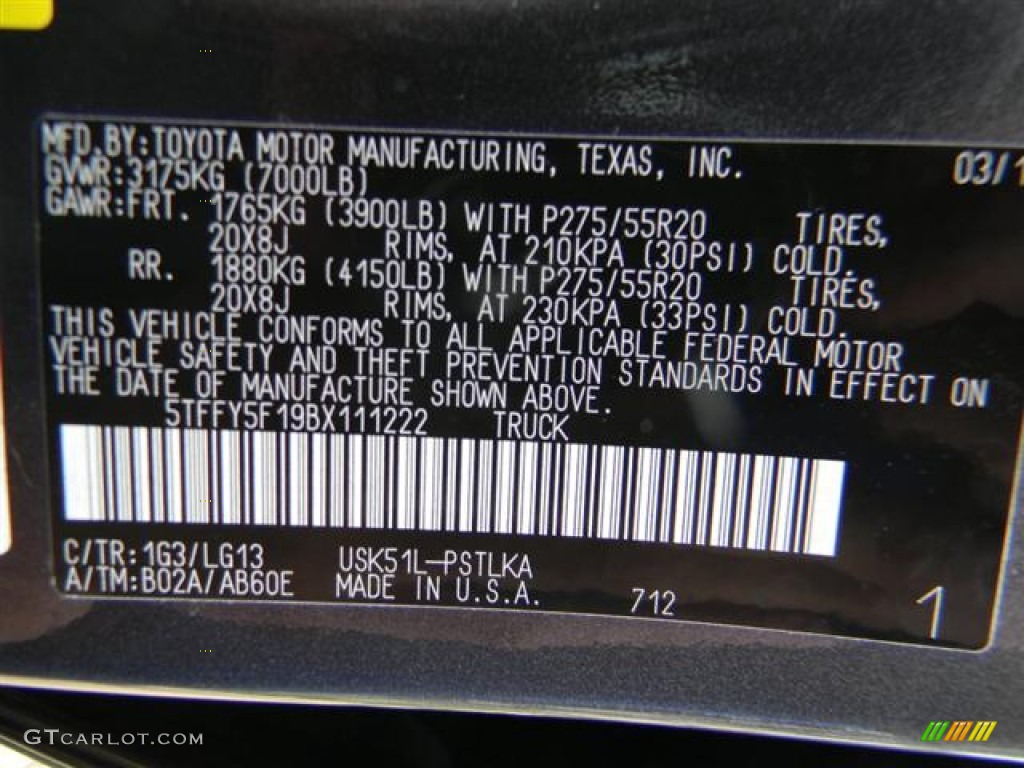 MFD.BY:TOYOTA MOTOR MANUFACTURING, TEXAS, INC. 03/1
GVWR:3175KG (7000LB)
GAWR:FRT. 1765KG (3900LB) WITH P275/55R20 TIRES,
20X8J RIMS, AT 210KPA (30PSI) COLD.
RR. 1880KG (4150LB) WITH P275/55R20 TIRES,
20X8J RIMS, AT 230KPA (33PSI) COLD.
THIS VEHICLE CONFORMS TO ALL APPLICABLE FEDERAL MOTOR
VEHICLE SAFETY AND THEFT PREVENTION STANDARDS IN EFFECT ON
THE DATE OF MANUFACTURE SHOWN ABOVE.
5TFFY5F19BX111222 TRUCK
C/TR:1G3/LG13 USK51L-PSTLKA
A/TM:B02A/AB60E MADE IN U.S.A. 712 1
GTCARLOT.COM